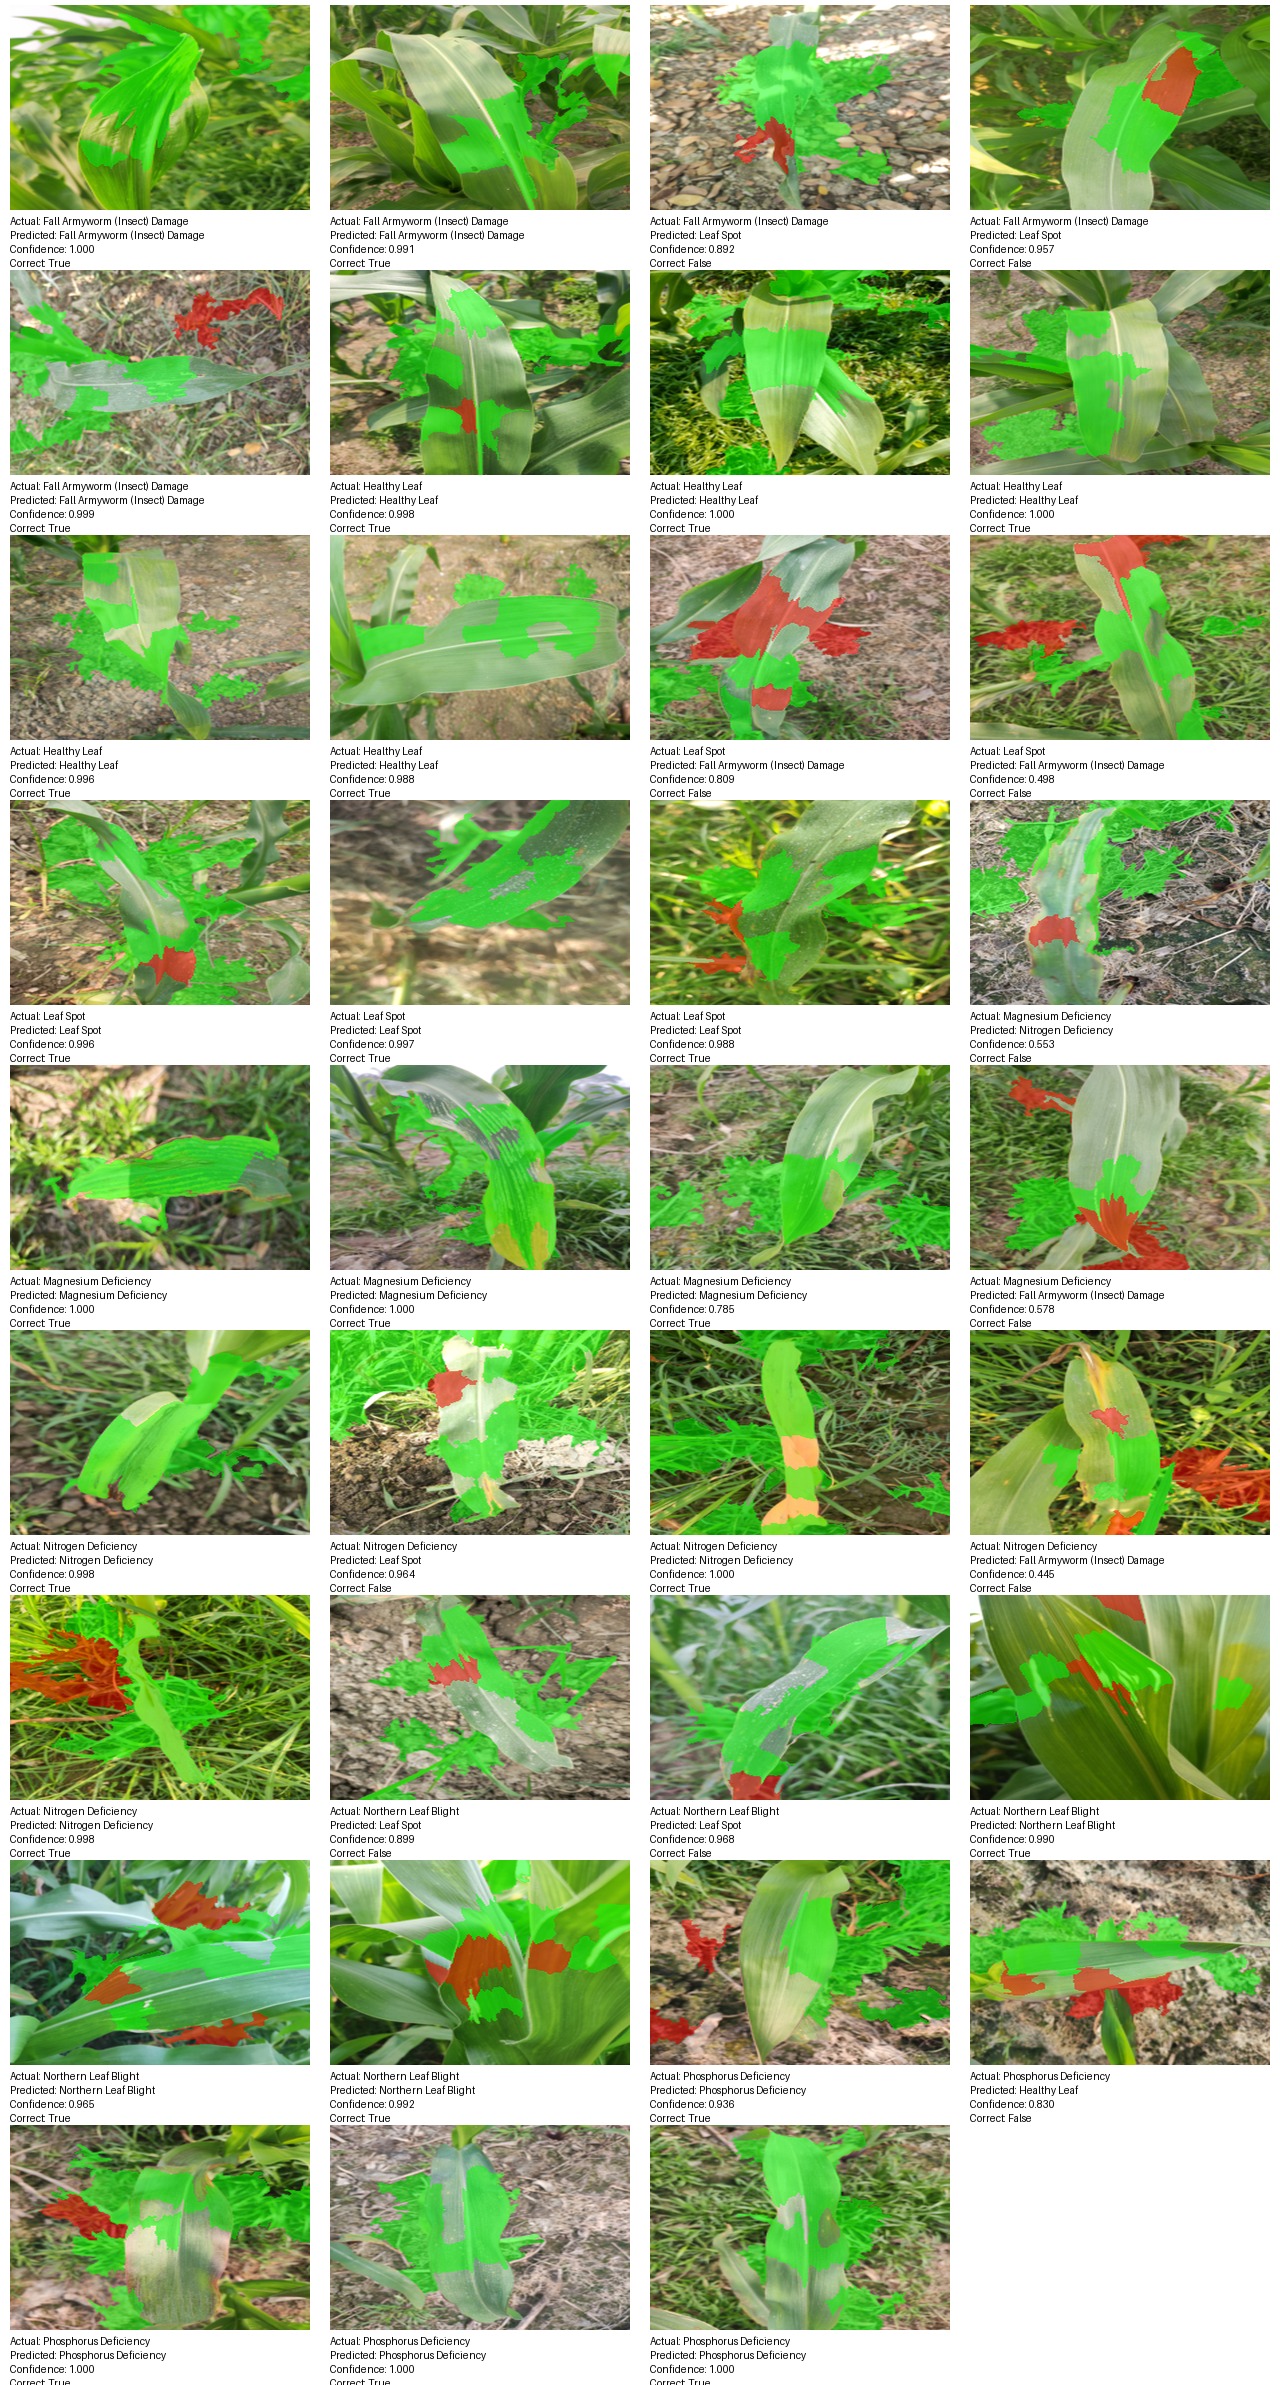 Actual: Fall Armyworm (Insect) Damage
Predicted: Fall Armyworm (Insect) Damage
Confidence: 1.000
Correct: True
Actual: Fall Armyworm (Insect) Damage
Predicted: Fall Armyworm (Insect) Damage
Confidence: 0.991
Correct: True
Actual: Fall Armyworm (Insect) Damage
Predicted: Leaf Spot
Confidence: 0.892
Correct: False
Actual: Fall Armyworm (Insect) Damage
Predicted: Leaf Spot
Confidence: 0.957
Correct: False
Actual: Fall Armyworm (Insect) Damage
Predicted: Fall Armyworm (Insect) Damage
Confidence: 0.999
Correct: True
Actual: Healthy Leaf
Predicted: Healthy Leaf
Confidence: 0.998
Correct: True
Actual: Healthy Leaf
Predicted: Healthy Leaf
Confidence: 1.000
Correct: True
Actual: Healthy Leaf
Predicted: Healthy Leaf
Confidence: 1.000
Correct: True
Actual: Healthy Leaf
Predicted: Healthy Leaf
Confidence: 0.996
Correct: True
Actual: Healthy Leaf
Predicted: Healthy Leaf
Confidence: 0.988
Correct: True
Actual: Leaf Spot
Predicted: Fall Armyworm (Insect) Damage
Confidence: 0.809
Correct: False
Actual: Leaf Spot
Predicted: Fall Armyworm (Insect) Damage
Confidence: 0.498
Correct: False
Actual: Leaf Spot
Predicted: Leaf Spot
Confidence: 0.996
Correct: True
Actual: Leaf Spot
Predicted: Leaf Spot
Confidence: 0.997
Correct: True
Actual: Leaf Spot
Predicted: Leaf Spot
Confidence: 0.988
Correct: True
Actual: Magnesium Deficiency
Predicted: Nitrogen Deficiency
Confidence: 0.553
Correct: False
Actual: Magnesium Deficiency
Predicted: Magnesium Deficiency
Confidence: 1.000
Correct: True
Actual: Magnesium Deficiency
Predicted: Magnesium Deficiency
Confidence: 1.000
Correct: True
Actual: Magnesium Deficiency
Predicted: Magnesium Deficiency
Confidence: 0.785
Correct: True
Actual: Magnesium Deficiency
Predicted: Fall Armyworm (Insect) Damage
Confidence: 0.578
Correct: False
Actual: Nitrogen Deficiency
Predicted: Nitrogen Deficiency
Confidence: 0.998
Correct: True
Actual: Nitrogen Deficiency
Predicted: Leaf Spot
Confidence: 0.964
Correct: False
Actual: Nitrogen Deficiency
Predicted: Nitrogen Deficiency
Confidence: 1.000
Correct: True
Actual: Nitrogen Deficiency
Predicted: Fall Armyworm (Insect) Damage
Confidence: 0.445
Correct: False
Actual: Nitrogen Deficiency
Predicted: Nitrogen Deficiency
Confidence: 0.998
Correct: True
Actual: Northern Leaf Blight
Predicted: Leaf Spot
Confidence: 0.899
Correct: False
Actual: Northern Leaf Blight
Predicted: Leaf Spot
Confidence: 0.968
Correct: False
Actual: Northern Leaf Blight
Predicted: Northern Leaf Blight
Confidence: 0.990
Correct: True
Actual: Northern Leaf Blight
Predicted: Northern Leaf Blight
Confidence: 0.965
Correct: True
Actual: Northern Leaf Blight
Predicted: Northern Leaf Blight
Confidence: 0.992
Correct: True
Actual: Phosphorus Deficiency
Predicted: Phosphorus Deficiency
Confidence: 0.936
Correct: True
Actual: Phosphorus Deficiency
Predicted: Healthy Leaf
Confidence: 0.830
Correct: False
Actual: Phosphorus Deficiency
Predicted: Phosphorus Deficiency
Confidence: 1.000
Correct: True
Actual: Phosphorus Deficiency
Predicted: Phosphorus Deficiency
Confidence: 1.000
Correct: True
Actual: Phosphorus Deficiency
Predicted: Phosphorus Deficiency
Confidence: 1.000
Correct: True